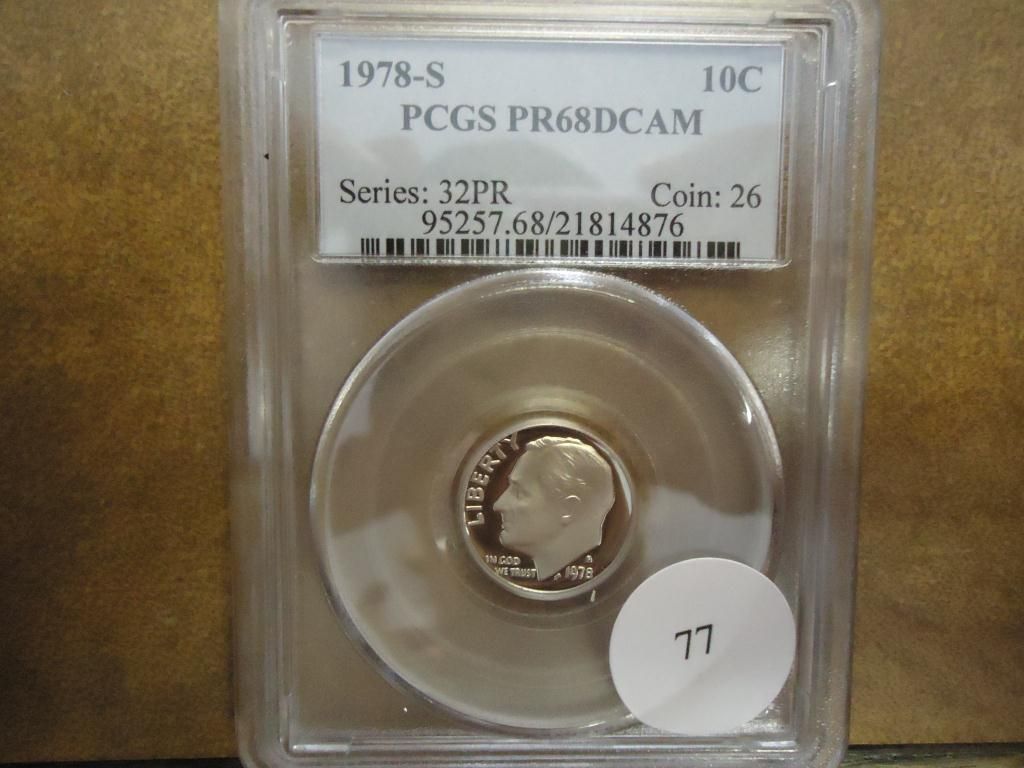 1978-S 10C
PCGS PR68DCAM
Series: 32PR Coin: 26
95257.68/21814876
LIBERTY
IN GOD
WE TRUST
S
1978
77